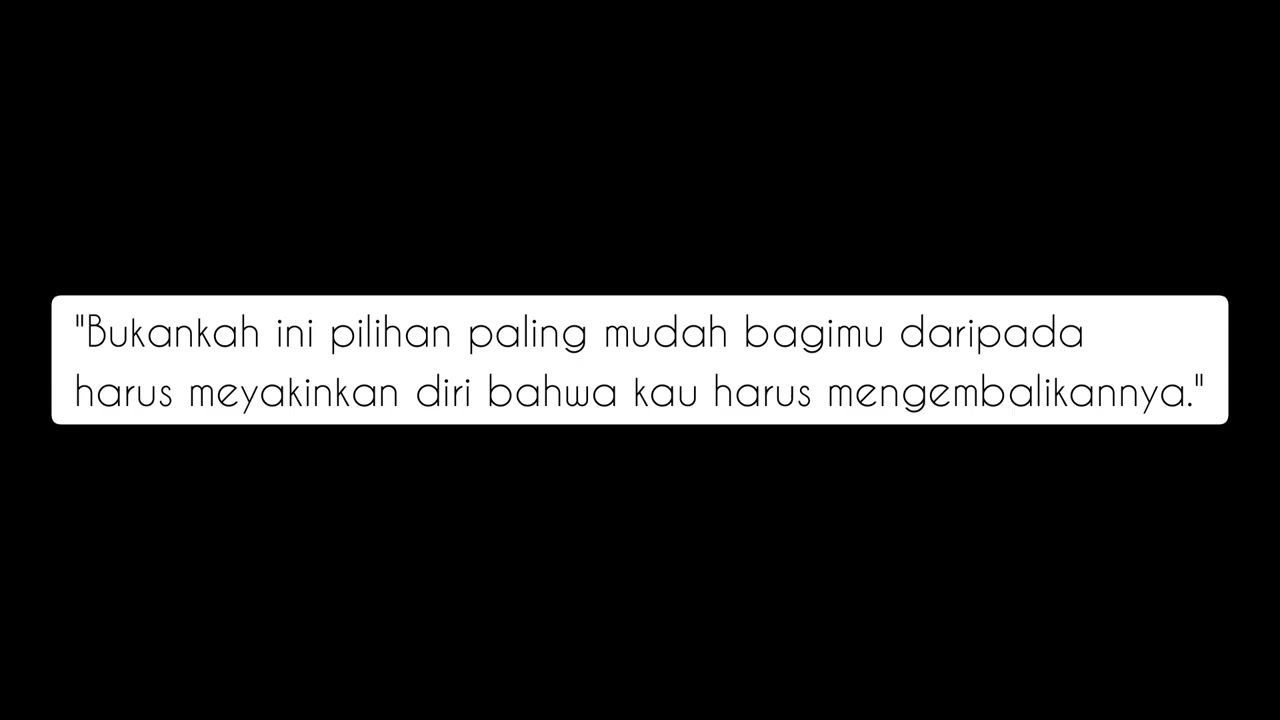 "Bukankah ini pilihan paling mudah bagimu daripada
harus meyakinkan diri bahwa kau harus mengembalikannya."